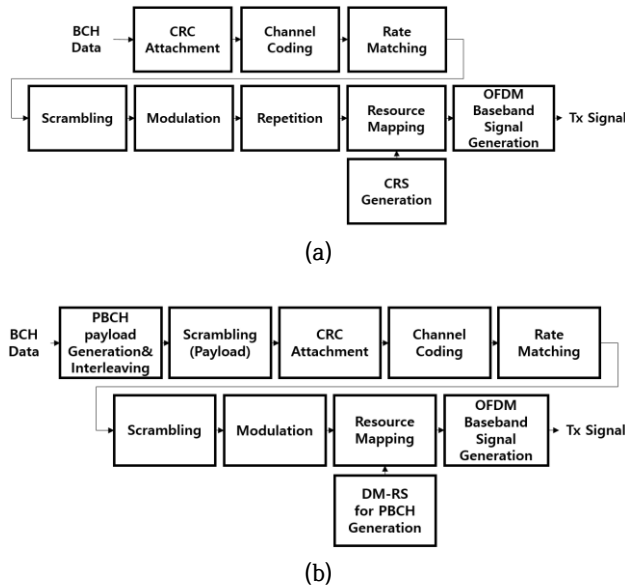 BCH
Data
CRC
Attachment
Channel
Coding
Rate
Matching
Scrambling
Modulation
Repetition
Resource
Mapping
OFDM
Baseband
Signal
Generation
Tx Signal
CRS
Generation
(a)
BCH
Data
PBCH
payload
Generation&
Interleaving
Scrambling
(Payload)
CRC
Attachment
Channel
Coding
Rate
Matching
Scrambling
Modulation
Resource
Mapping
OFDM
Baseband
Signal
Generation
Tx Signal
DM-RS
for PBCH
Generation
(b)